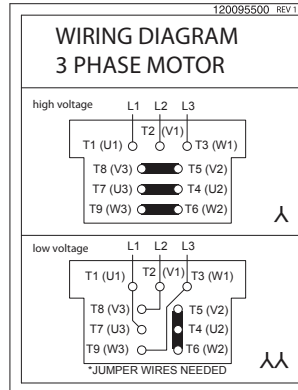 120095500 REV 1
WIRING DIAGRAM
3 PHASE MOTOR
high voltage L1 L2 L3
T2 (V1)
T1 (U1) T3 (W1)
T8 (V3) T5 (V2)
T7 (U3) T4 (U2)
T9 (W3) T6 (W2)
low voltage L1 L2 L3
T1 (U1) T2 (V1) T3 (W1)
T8 (V3) T5 (V2)
T7 (U3) T4 (U2)
T9 (W3) T6 (W2)
*JUMPER WIRES NEEDED